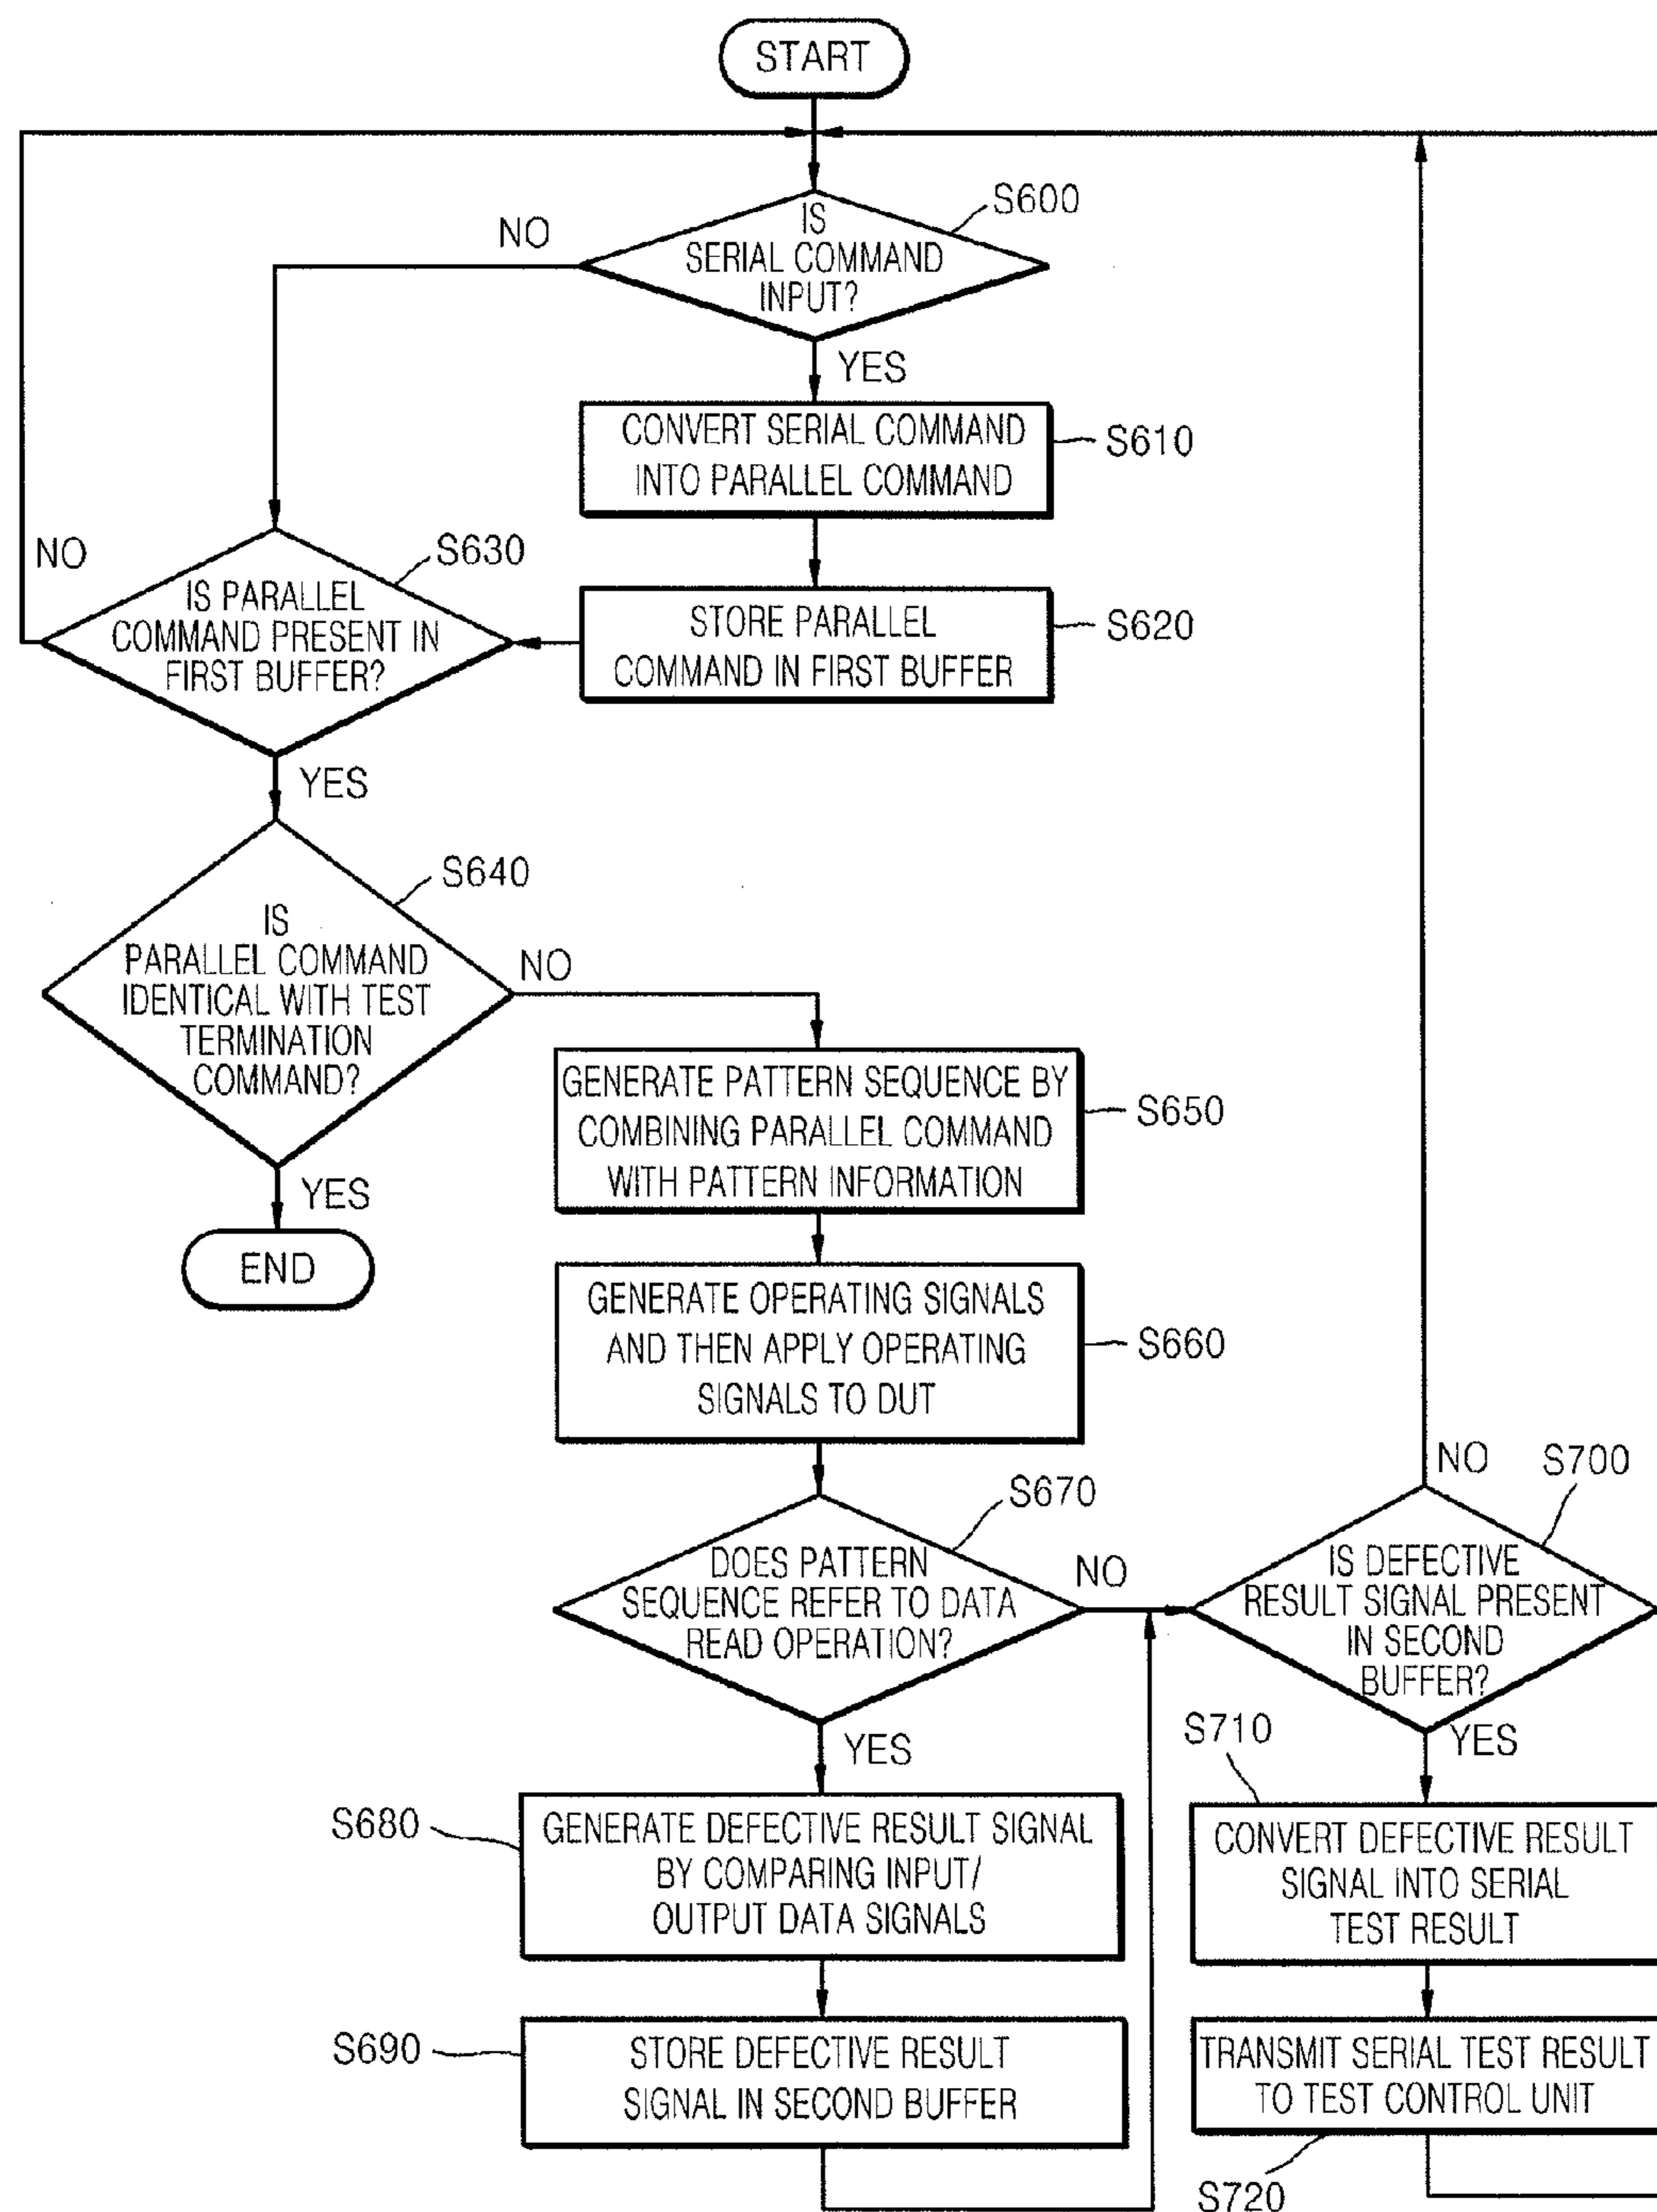 START
S600
NO
IS
SERIAL COMMAND
INPUT?
YES
CONVERT SERIAL COMMAND
INTO PARALLEL COMMAND
S610
NO
S630
IS PARALLEL
COMMAND PRESENT IN
FIRST BUFFER?
STORE PARALLEL
COMMAND IN FIRST BUFFER
S620
YES
S640
IS
PARALLEL COMMAND
IDENTICAL WITH TEST
TERMINATION
COMMAND?
NO
YES
END
GENERATE PATTERN SEQUENCE BY
COMBINING PARALLEL COMMAND
WITH PATTERN INFORMATION
S650
GENERATE OPERATING SIGNALS
AND THEN APPLY OPERATING
SIGNALS TO DUT
S660
S670
DOES PATTERN
SEQUENCE REFER TO DATA
READ OPERATION?
NO
YES
NO
S700
IS DEFECTIVE
RESULT SIGNAL PRESENT
IN SECOND
BUFFER?
YES
S680
GENERATE DEFECTIVE RESULT SIGNAL
BY COMPARING INPUT/
OUTPUT DATA SIGNALS
S710
CONVERT DEFECTIVE RESULT
SIGNAL INTO SERIAL
TEST RESULT
S690
STORE DEFECTIVE RESULT
SIGNAL IN SECOND BUFFER
TRANSMIT SERIAL TEST RESULT
TO TEST CONTROL UNIT
S720